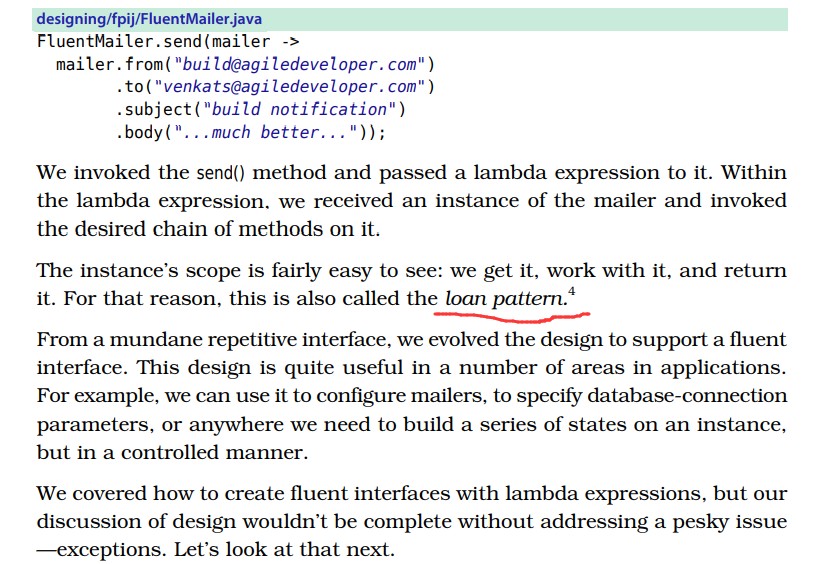 designing/fpij/FluentMailer.java
FluentMailer.send(mailer ->
  mailer.from("build@agiledeveloper.com")
        .to("venkats@agiledeveloper.com")
        .subject("build notification")
        .body("...much better..."));
We invoked the send() method and passed a lambda expression to it. Within
the lambda expression, we received an instance of the mailer and invoked
the desired chain of methods on it.
The instance’s scope is fairly easy to see: we get it, work with it, and return
it. For that reason, this is also called the loan pattern.4
From a mundane repetitive interface, we evolved the design to support a fluent
interface. This design is quite useful in a number of areas in applications.
For example, we can use it to configure mailers, to specify database-connection
parameters, or anywhere we need to build a series of states on an instance,
but in a controlled manner.
We covered how to create fluent interfaces with lambda expressions, but our
discussion of design wouldn’t be complete without addressing a pesky issue
—exceptions. Let’s look at that next.